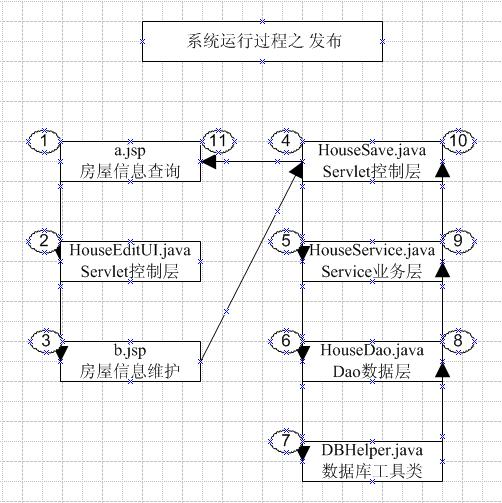 系统运行过程之 发布
1
a.jsp
房屋信息查询
11
4
HouseSave.java
Servlet控制层
10
2
HouseEditUI.java
Servlet控制层
5
HouseService.java
Service业务层
9
3
b.jsp
房屋信息维护
6
HouseDao.java
Dao数据层
8
7
DBHelper.java
数据库工具类